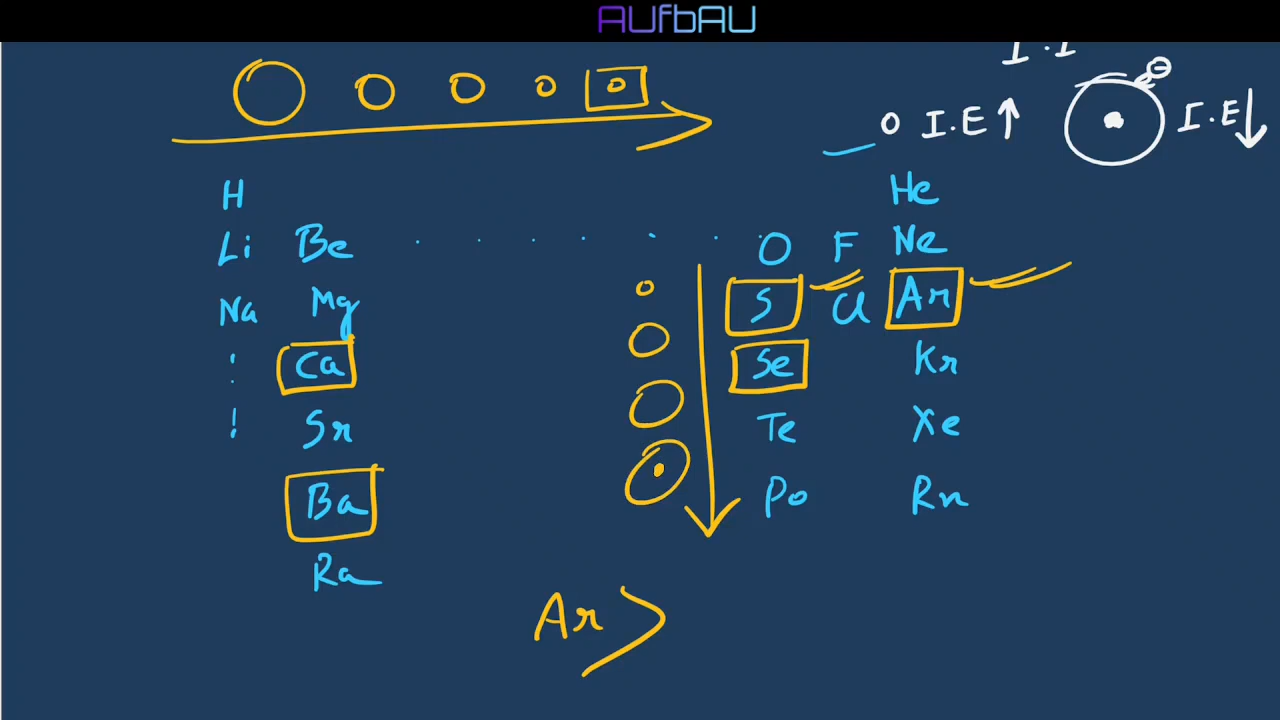 AUFBAU
I.I
I.E↑ I.E↓
H He
Li Be O F Ne
Na Mg S Cl Ar
Ca Se Kr
Sr Te Xe
Ba Po Rn
Ra
Ar >